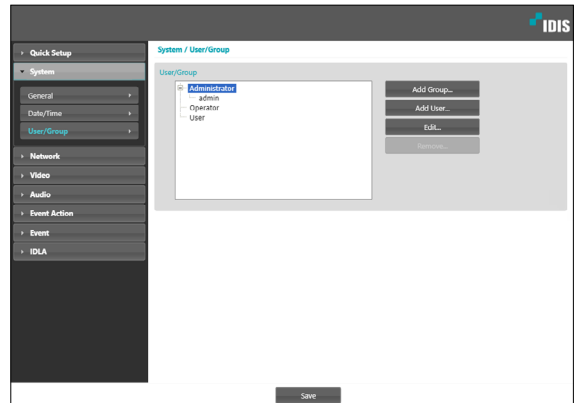 IDIS
Quick Setup
System
General
Date/Time
User/Group
Network
Video
Audio
Event Action
Event
IDLA
System / User/Group
User/Group
Administrator
admin
Operator
User
Add Group...
Add User...
Edit...
Remove...
Save